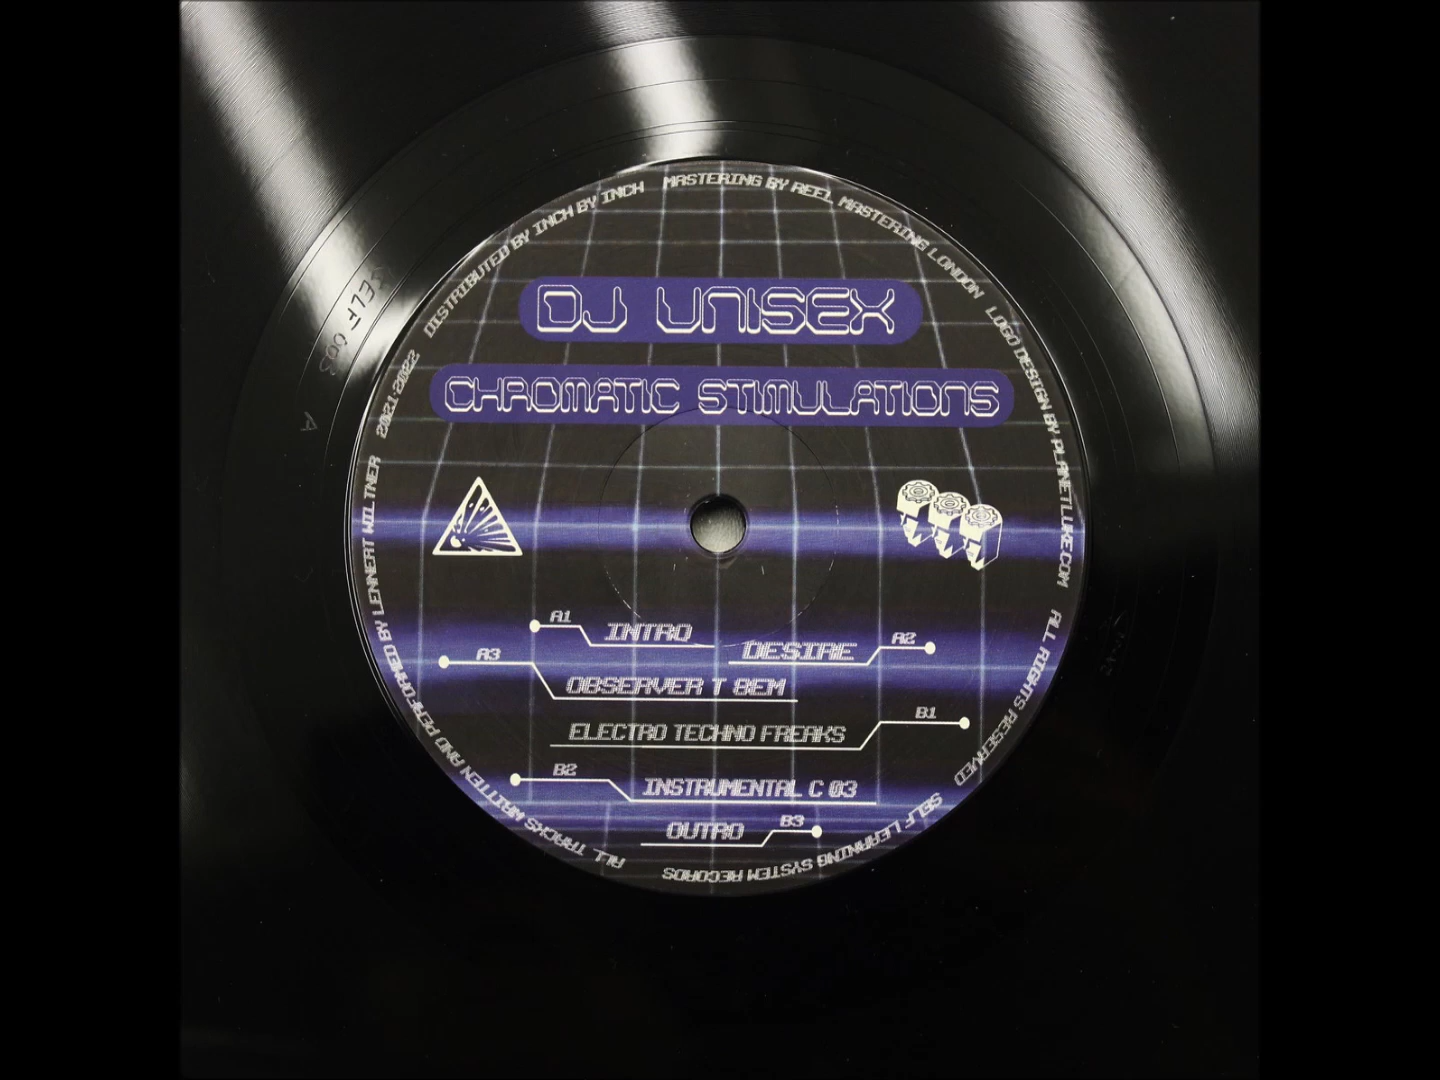 DISTRIBUTED BY INCH BY INCH
MASTERING BY REEL MASTERING LONDON
LOGO DESIGN BY PLANETLUKE.COM
ALL RIGHTS RESERVED
SELF LEARNING SYSTEM RECORDS
ALL TRACKS WRITTEN AND PERFORMED BY LENNERT WILTNER
2021-2022
DJ UNISEX
CHROMATIC STIMULATIONS
A1 INTRO
DESIRE A2
A3 OBSERVER T 8EM
ELECTRO TECHNO FREAKS B1
B2 INSTRUMENTAL C 03
OUTRO B3
SELF 003
A